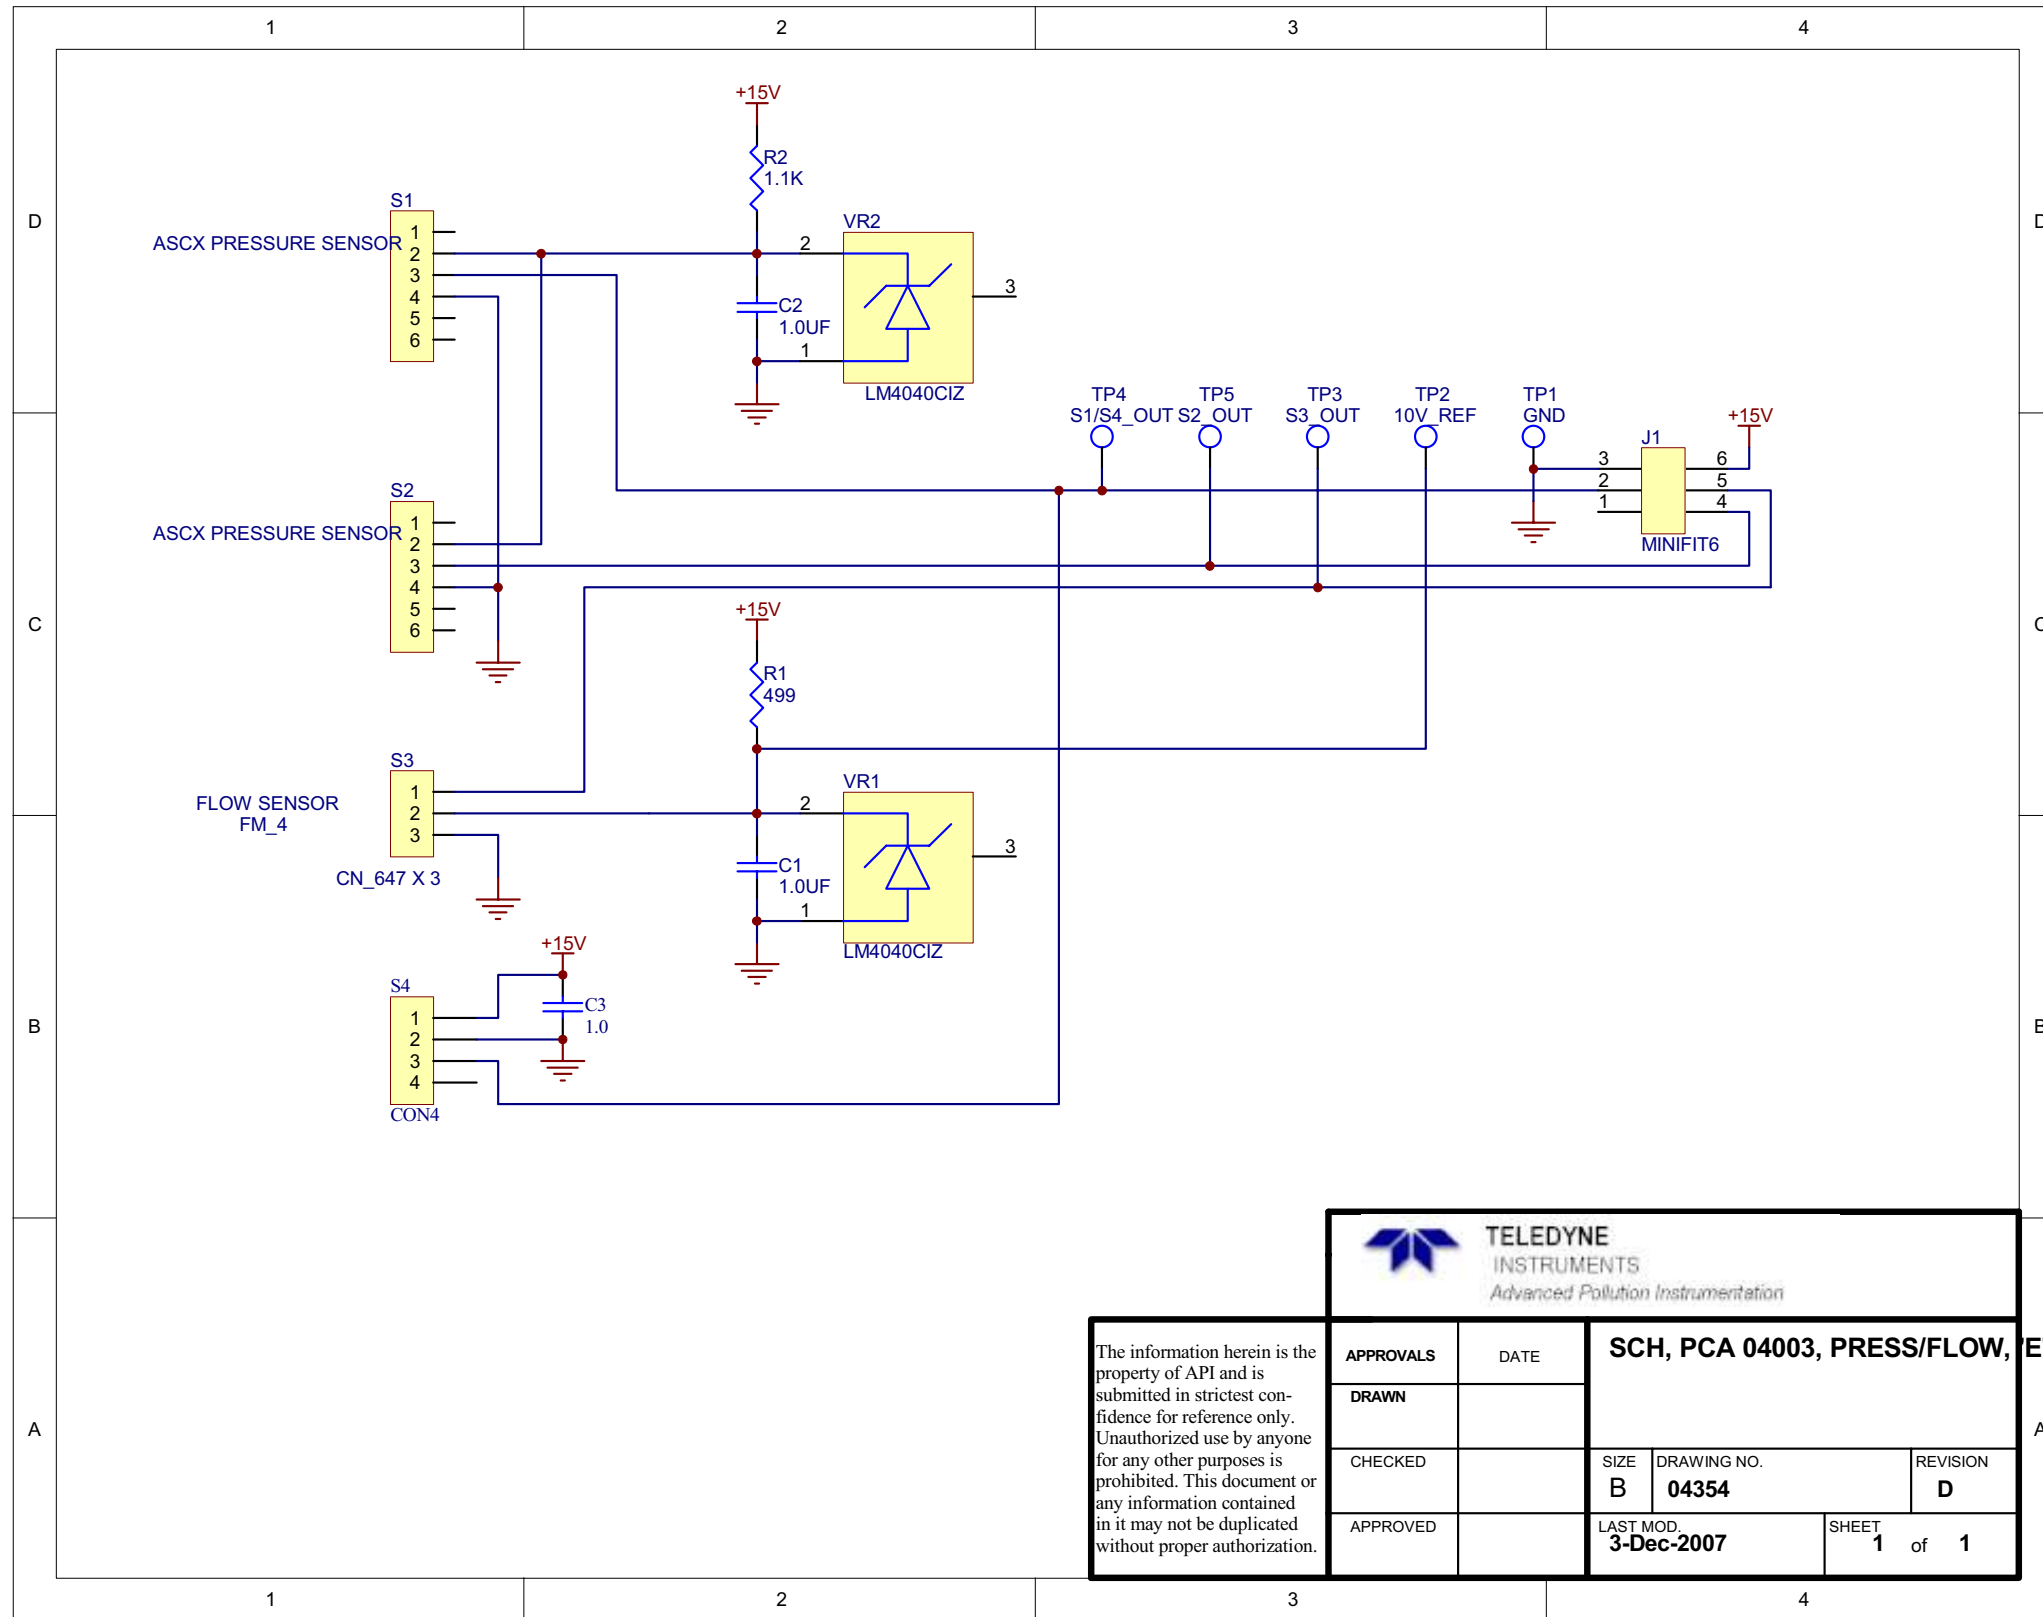 1 2 3 4
+15V
R2
1.1K
S1
D
ASCX PRESSURE SENSOR
1
2
3
4
5
6
VR2
2
3
C2
1.0UF
1
LM4040CIZ
TP4 TP5 TP3 TP2 TP1
S1/S4_OUT S2_OUT S3_OUT 10V_REF GND
+15V
J1
3 6
2 5
1 4
MINIFIT6
S2
ASCX PRESSURE SENSOR
1
2
3
4
5
6
C
+15V
R1
499
S3
FLOW SENSOR
FM_4
1
2
3
CN_647 X 3
VR1
2
3
C1
1.0UF
1
LM4040CIZ
+15V
S4
C3
1.0
B
1
2
3
4
CON4
TELEDYNE
INSTRUMENTS
Advanced Pollution Instrumentation
The information herein is the
property of API and is
submitted in strictest con-
fidence for reference only.
Unauthorized use by anyone
for any other purposes is
prohibited. This document or
any information contained
in it may not be duplicated
without proper authorization.
APPROVALS DATE
DRAWN
CHECKED
APPROVED
SCH, PCA 04003, PRESS/FLOW,
SIZE DRAWING NO. REVISION
B 04354 D
LAST MOD. SHEET
3-Dec-2007 1 of 1
A
1 2 3 4